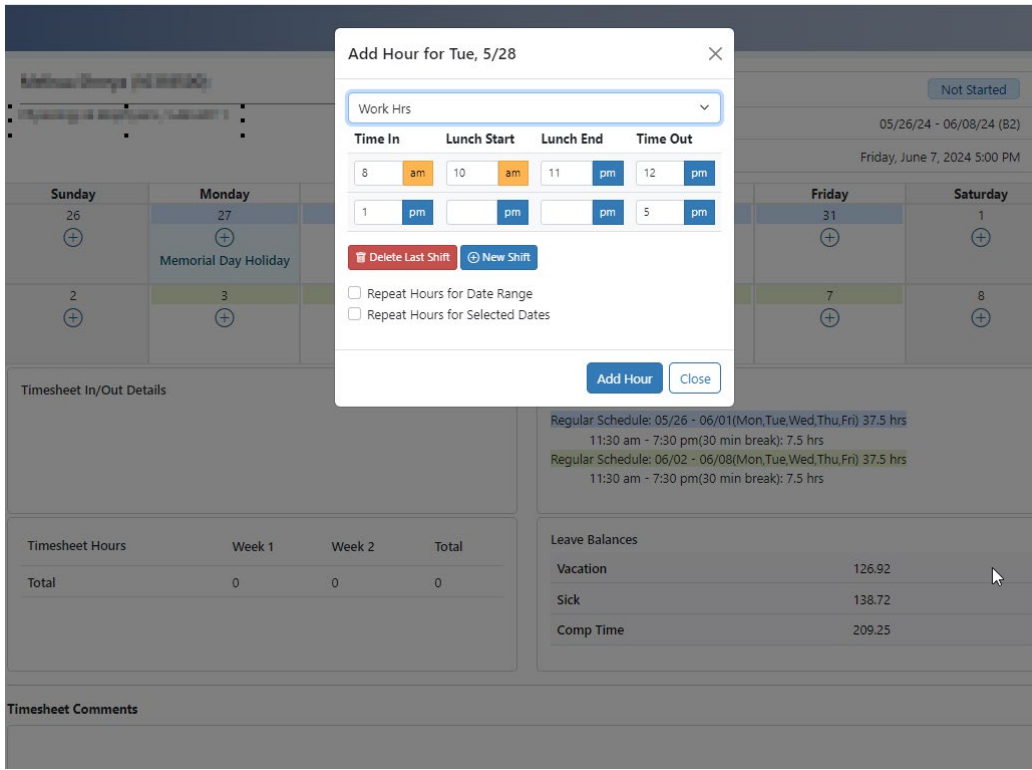 Add Hour for Tue, 5/28
Not Started
Work Hrs
05/26/24 - 06/08/24 (B2)
Time In Lunch Start Lunch End Time Out
Friday, June 7, 2024 5:00 PM
8 am 10 am 11 pm 12 pm
Sunday Monday Friday Saturday
1 pm pm pm 5 pm
26 27 31 1
Memorial Day Holiday
Delete Last Shift New Shift
Repeat Hours for Date Range
2 3 7 8
Repeat Hours for Selected Dates
Add Hour Close
Timesheet In/Out Details
Regular Schedule: 05/26 - 06/01(Mon,Tue,Wed,Thu,Fri) 37.5 hrs
11:30 am - 7:30 pm(30 min break): 7.5 hrs
Regular Schedule: 06/02 - 06/08(Mon,Tue,Wed,Thu,Fri) 37.5 hrs
11:30 am - 7:30 pm(30 min break): 7.5 hrs
Timesheet Hours Week 1 Week 2 Total
Total 0 0 0
Leave Balances
Vacation 126.92
Sick 138.72
Comp Time 209.25
Timesheet Comments